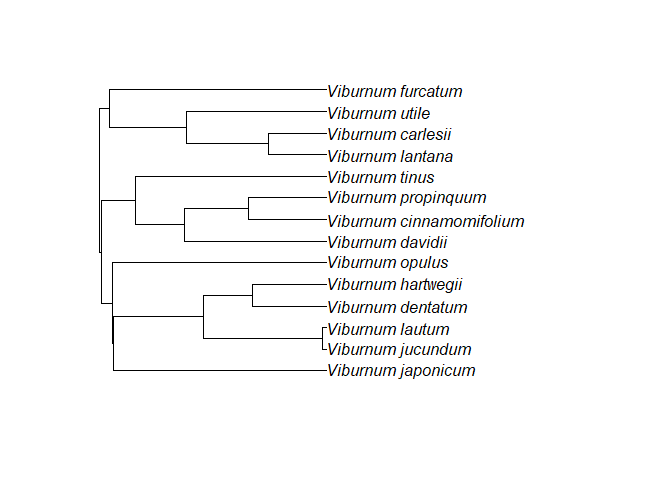 Viburnum furcatum
Viburnum utile
Viburnum carlesii
Viburnum lantana
Viburnum tinus
Viburnum propinquum
Viburnum cinnamomifolium
Viburnum davidii
Viburnum opulus
Viburnum hartwegii
Viburnum dentatum
Viburnum lautum
Viburnum jucundum
Viburnum japonicum